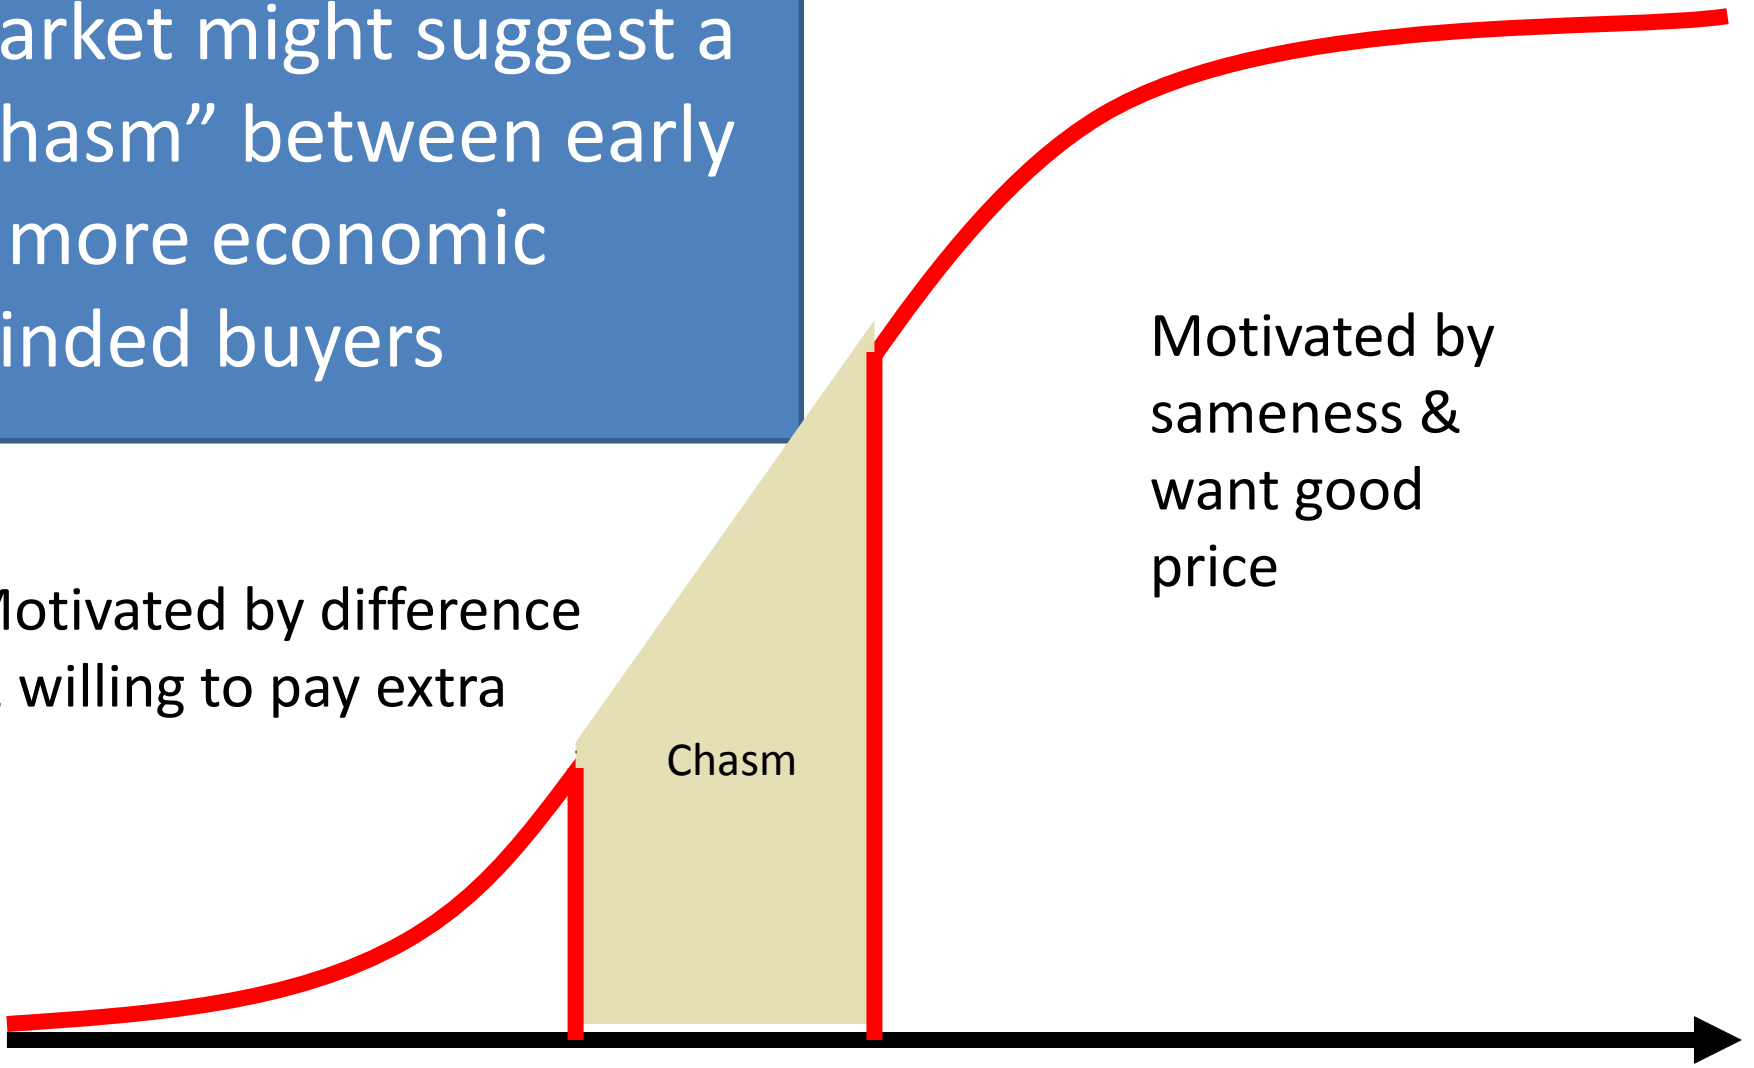 arket might suggest a
hasm” between early
more economic
inded buyers
Motivated by
sameness &
want good
price
Motivated by difference
willing to pay extra
Chasm